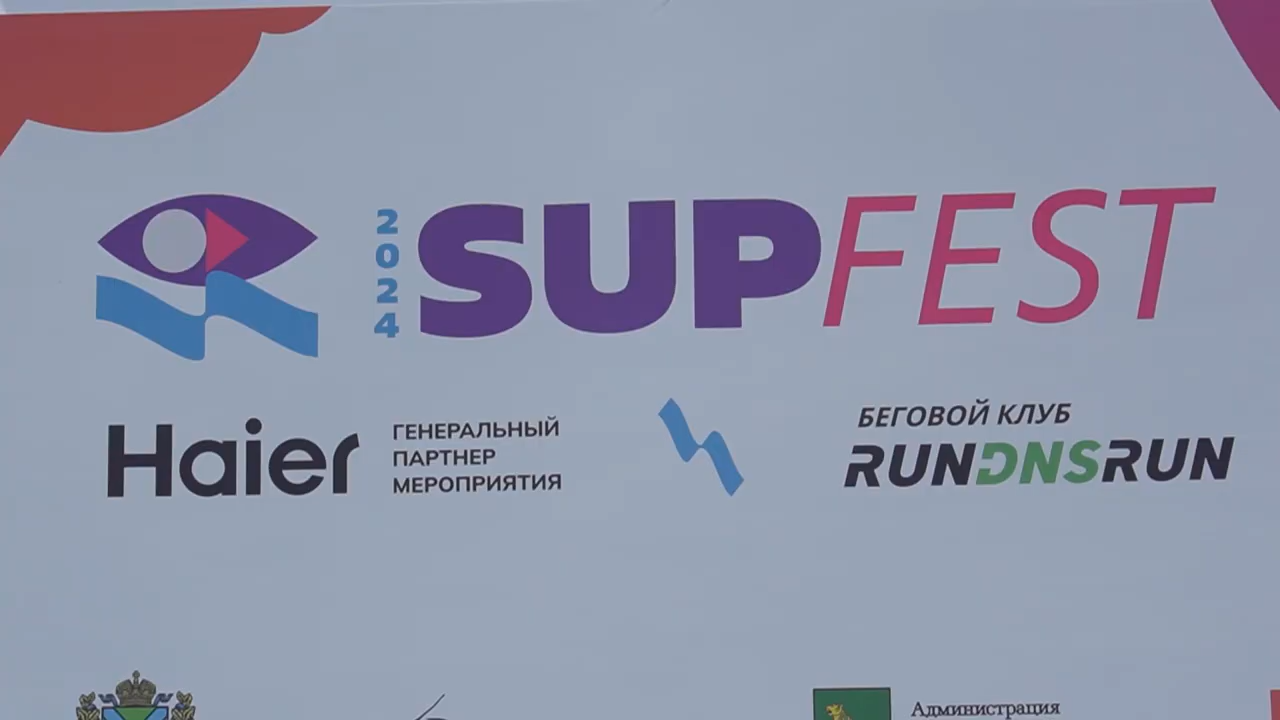 2024 SUPFEST
Haier
ГЕНЕРАЛЬНЫЙ
ПАРТНЕР
МЕРОПРИЯТИЯ
БЕГОВОЙ КЛУБ
RUNDNSRUN
Администрация